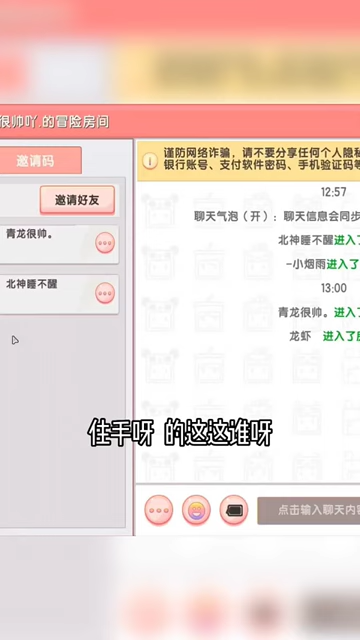 很帅吖.的冒险房间
邀请码
邀请好友
青龙很帅。
北神睡不醒
谨防网络诈骗，请不要分享任何个人隐私
银行账号、支付软件密码、手机验证码等
12:57
聊天气泡（开）：聊天信息会同步
北神睡不醒进入了
-小烟雨进入了
13:00
青龙很帅。进入了
龙虾 进入了房
住手呀 的这这谁呀
点击输入聊天内容